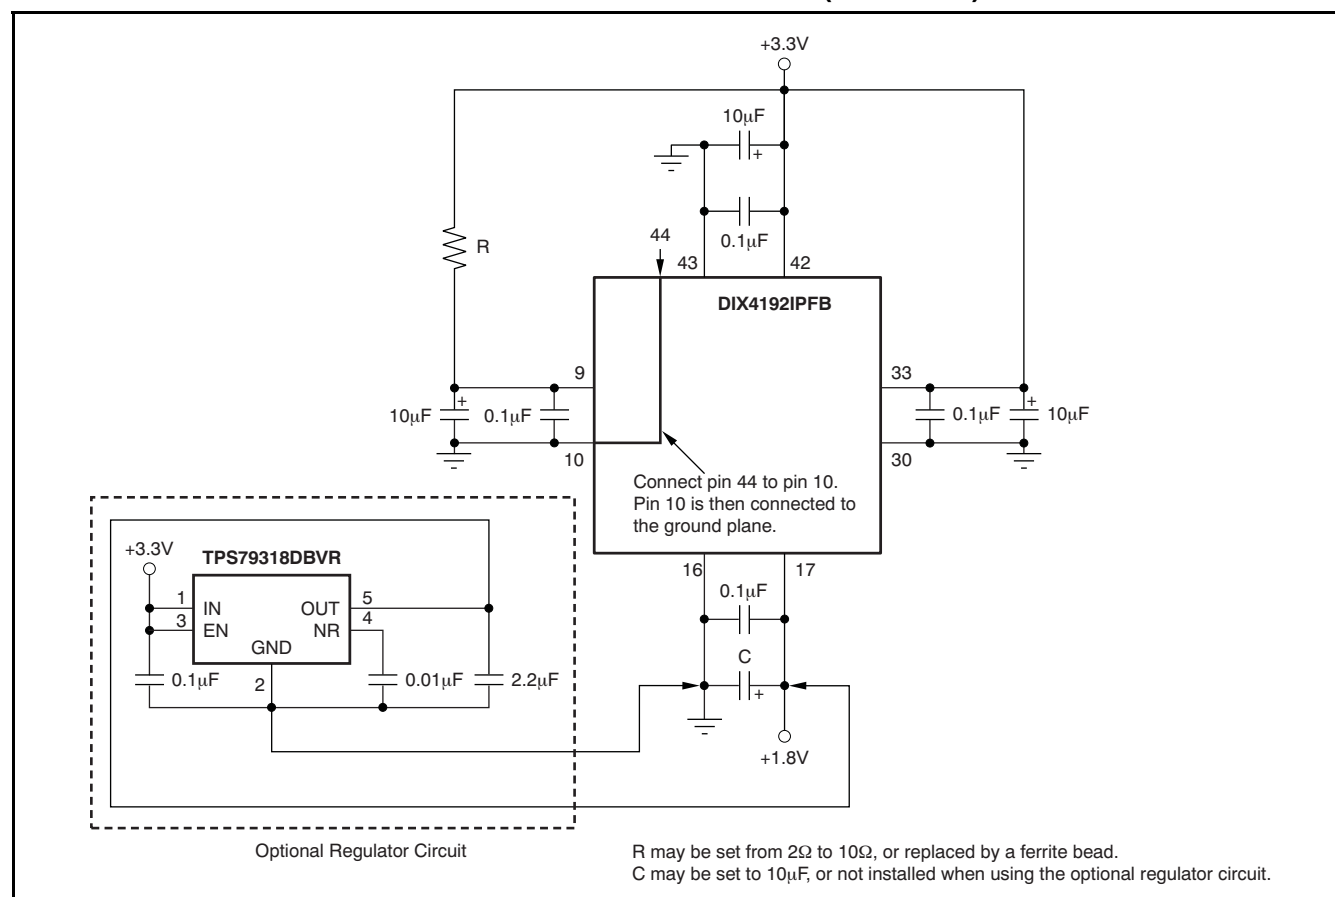 +3.3V
10μF
+
0.1μF
44
43
42
R
DIX4192IPFB
9
33
10μF
+
0.1μF
0.1μF
+
10μF
10
30
Connect pin 44 to pin 10.
Pin 10 is then connected to
the ground plane.
+3.3V
TPS79318DBVR
16
17
0.1μF
1
IN
OUT
5
3
EN
NR
4
GND
C
0.1μF
2
0.01μF
2.2μF
+
+1.8V
Optional Regulator Circuit
R may be set from 2Ω to 10Ω, or replaced by a ferrite bead.
C may be set to 10μF, or not installed when using the optional regulator circuit.